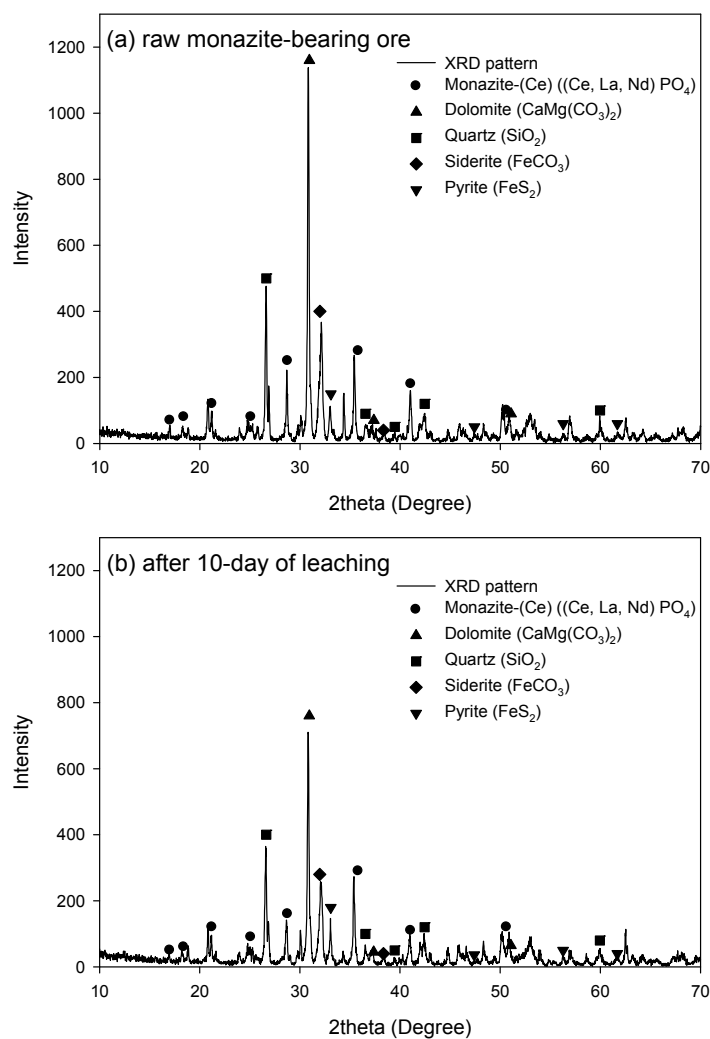 (a) raw monazite-bearing ore
XRD pattern
Monazite-(Ce) ((Ce, La, Nd) PO4)
Dolomite (CaMg(CO3)2)
Quartz (SiO2)
Siderite (FeCO3)
Pyrite (FeS2)
Intensity
1200
1000
800
600
400
200
0
10 20 30 40 50 60 70
2theta (Degree)
(b) after 10-day of leaching
XRD pattern
Monazite-(Ce) ((Ce, La, Nd) PO4)
Dolomite (CaMg(CO3)2)
Quartz (SiO2)
Siderite (FeCO3)
Pyrite (FeS2)
Intensity
1200
1000
800
600
400
200
0
10 20 30 40 50 60 70
2theta (Degree)